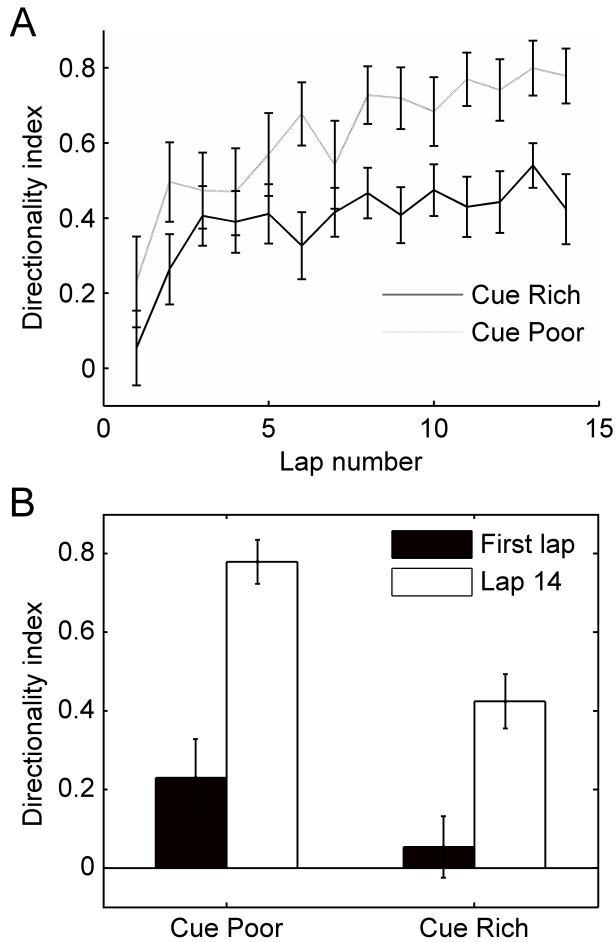 A
Directionality index
0.8
0.6
0.4
0.2
0
Cue Rich
Cue Poor
0
5
10
15
Lap number
B
Directionality index
0.8
0.6
0.4
0.2
0
First lap
Lap 14
Cue Poor
Cue Rich